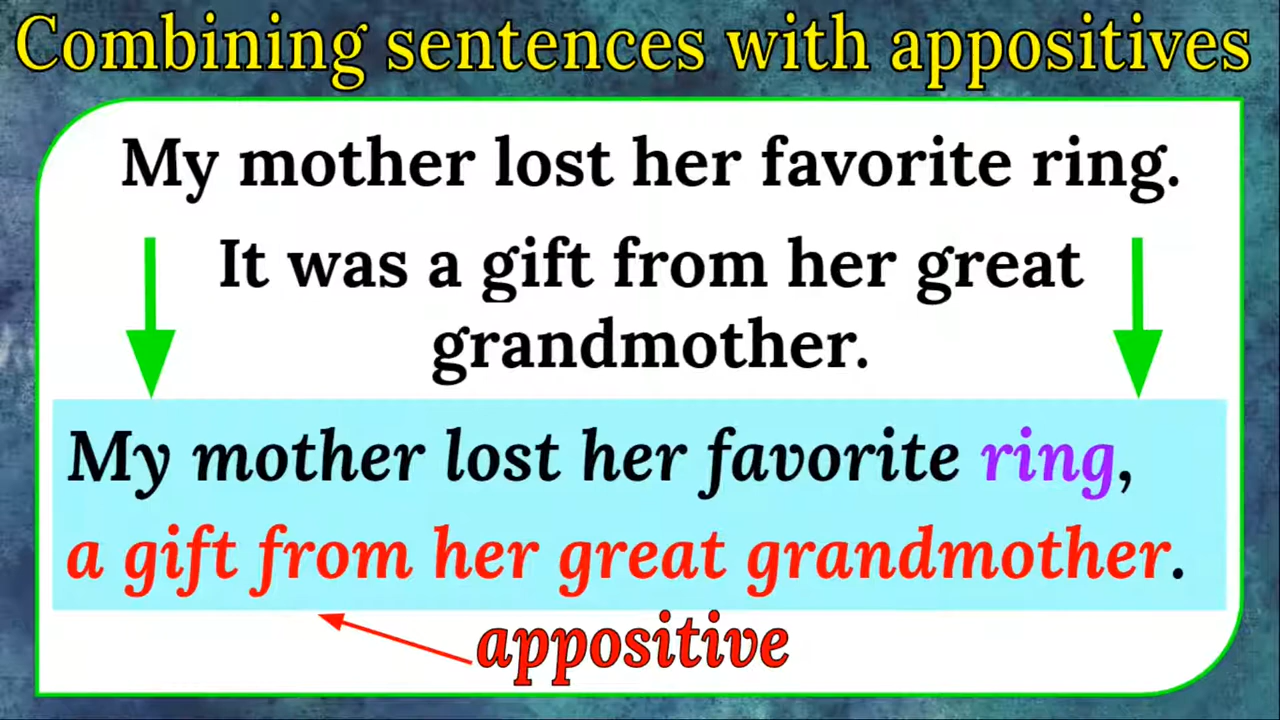 Combining sentences with appositives
My mother lost her favorite ring.
It was a gift from her great
grandmother.
My mother lost her favorite ring,
a gift from her great grandmother.
appositive